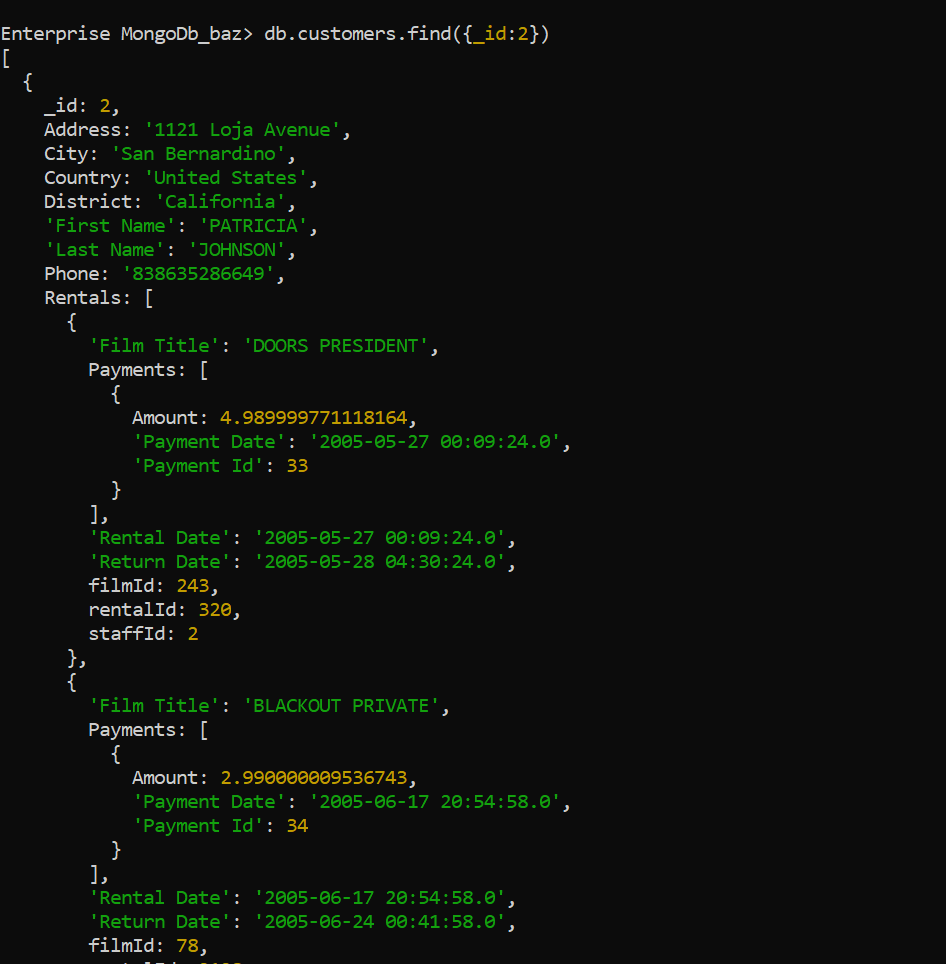 Enterprise MongoDb_baz> db.customers.find({_id:2})
[
  {
    _id: 2,
    Address: '1121 Loja Avenue',
    City: 'San Bernardino',
    Country: 'United States',
    District: 'California',
    'First Name': 'PATRICIA',
    'Last Name': 'JOHNSON',
    Phone: '838635286649',
    Rentals: [
      {
        'Film Title': 'DOORS PRESIDENT',
        Payments: [
          {
            Amount: 4.989999771118164,
            'Payment Date': '2005-05-27 00:09:24.0',
            'Payment Id': 33
          }
        ],
        'Rental Date': '2005-05-27 00:09:24.0',
        'Return Date': '2005-05-28 04:30:24.0',
        filmId: 243,
        rentalId: 320,
        staffId: 2
      },
      {
        'Film Title': 'BLACKOUT PRIVATE',
        Payments: [
          {
            Amount: 2.990000009536743,
            'Payment Date': '2005-06-17 20:54:58.0',
            'Payment Id': 34
          }
        ],
        'Rental Date': '2005-06-17 20:54:58.0',
        'Return Date': '2005-06-24 00:41:58.0',
        filmId: 78,